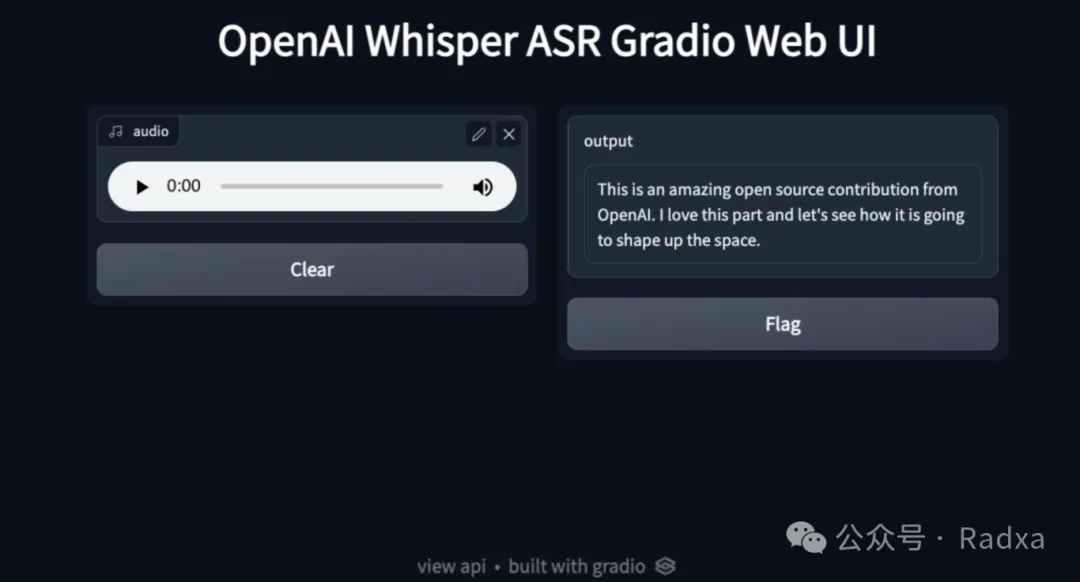 OpenAI Whisper ASR Gradio Web UI
audio
0:00
Clear
output
This is an amazing open source contribution from
OpenAI. I love this part and let's see how it is going
to shape up the space.
Flag
公众号 · Radxa
view api • built with gradio